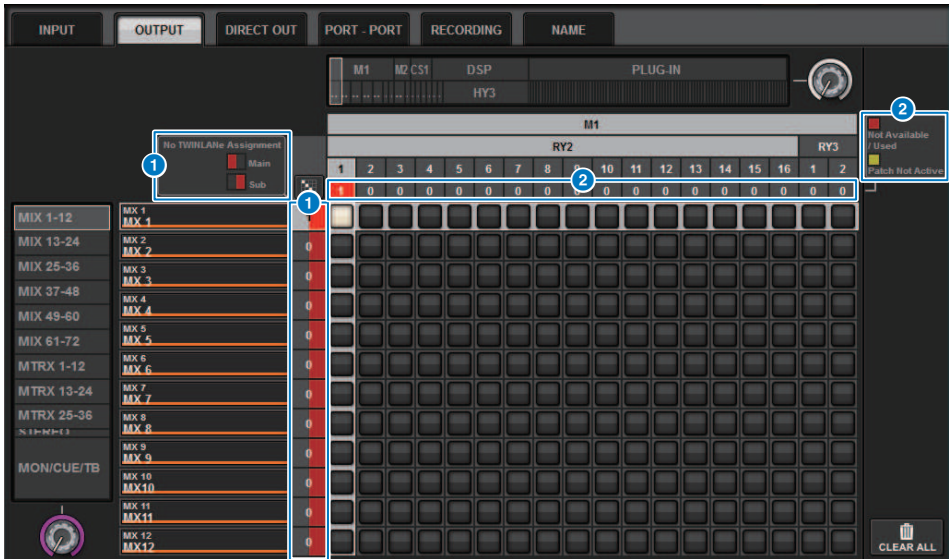 INPUT OUTPUT DIRECT OUT PORT - PORT RECORDING NAME
M1 M2 CS1 DSP PLUG-IN
HY3
M1
RY2 RY3
1 2 3 4 5 6 7 8 9 10 11 12 13 14 15 16 1 2
1 0 0 0 0 0 0 0 0 0 0 0 0 0 0 0 0 0
2
2
Not Available
/ Used
Patch Not Active
1
No TWINLANe Assignment
Main
Sub
1
MIX 1-12
MIX 13-24
MIX 25-36
MIX 37-48
MIX 49-60
MIX 61-72
MTRX 1-12
MTRX 13-24
MTRX 25-36
STEREO
MON/CUE/TB
MX 1
MX 1
1
MX 2
MX 2
0
MX 3
MX 3
0
MX 4
MX 4
0
MX 5
MX 5
0
MX 6
MX 6
0
MX 7
MX 7
0
MX 8
MX 8
0
MX 9
MX 9
0
MX 10
MX10
0
MX 11
MX11
0
MX 12
MX12
0
CLEAR ALL